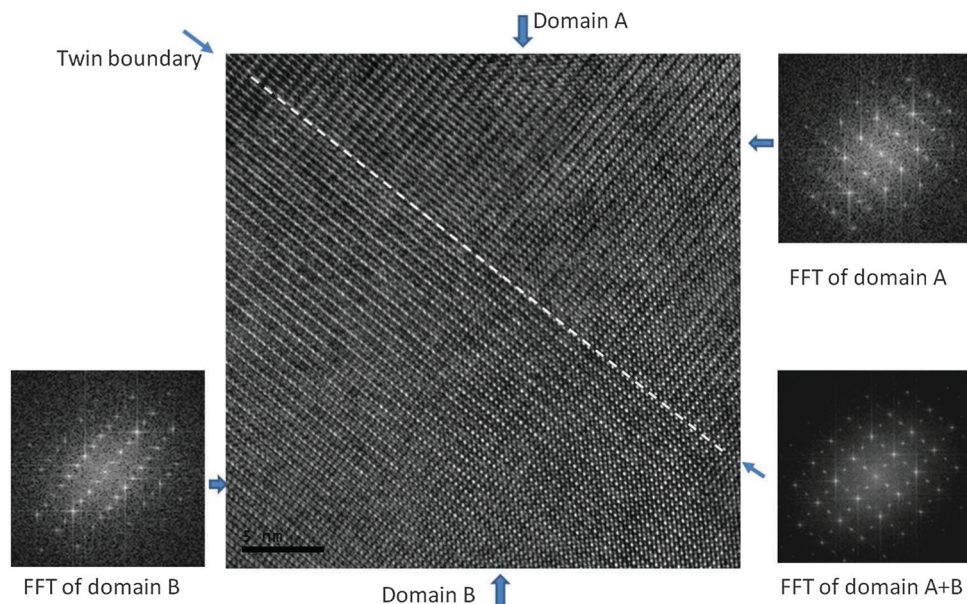 Domain A
Twin boundary
FFT of domain A
5 nm
FFT of domain B
Domain B
FFT of domain A+B